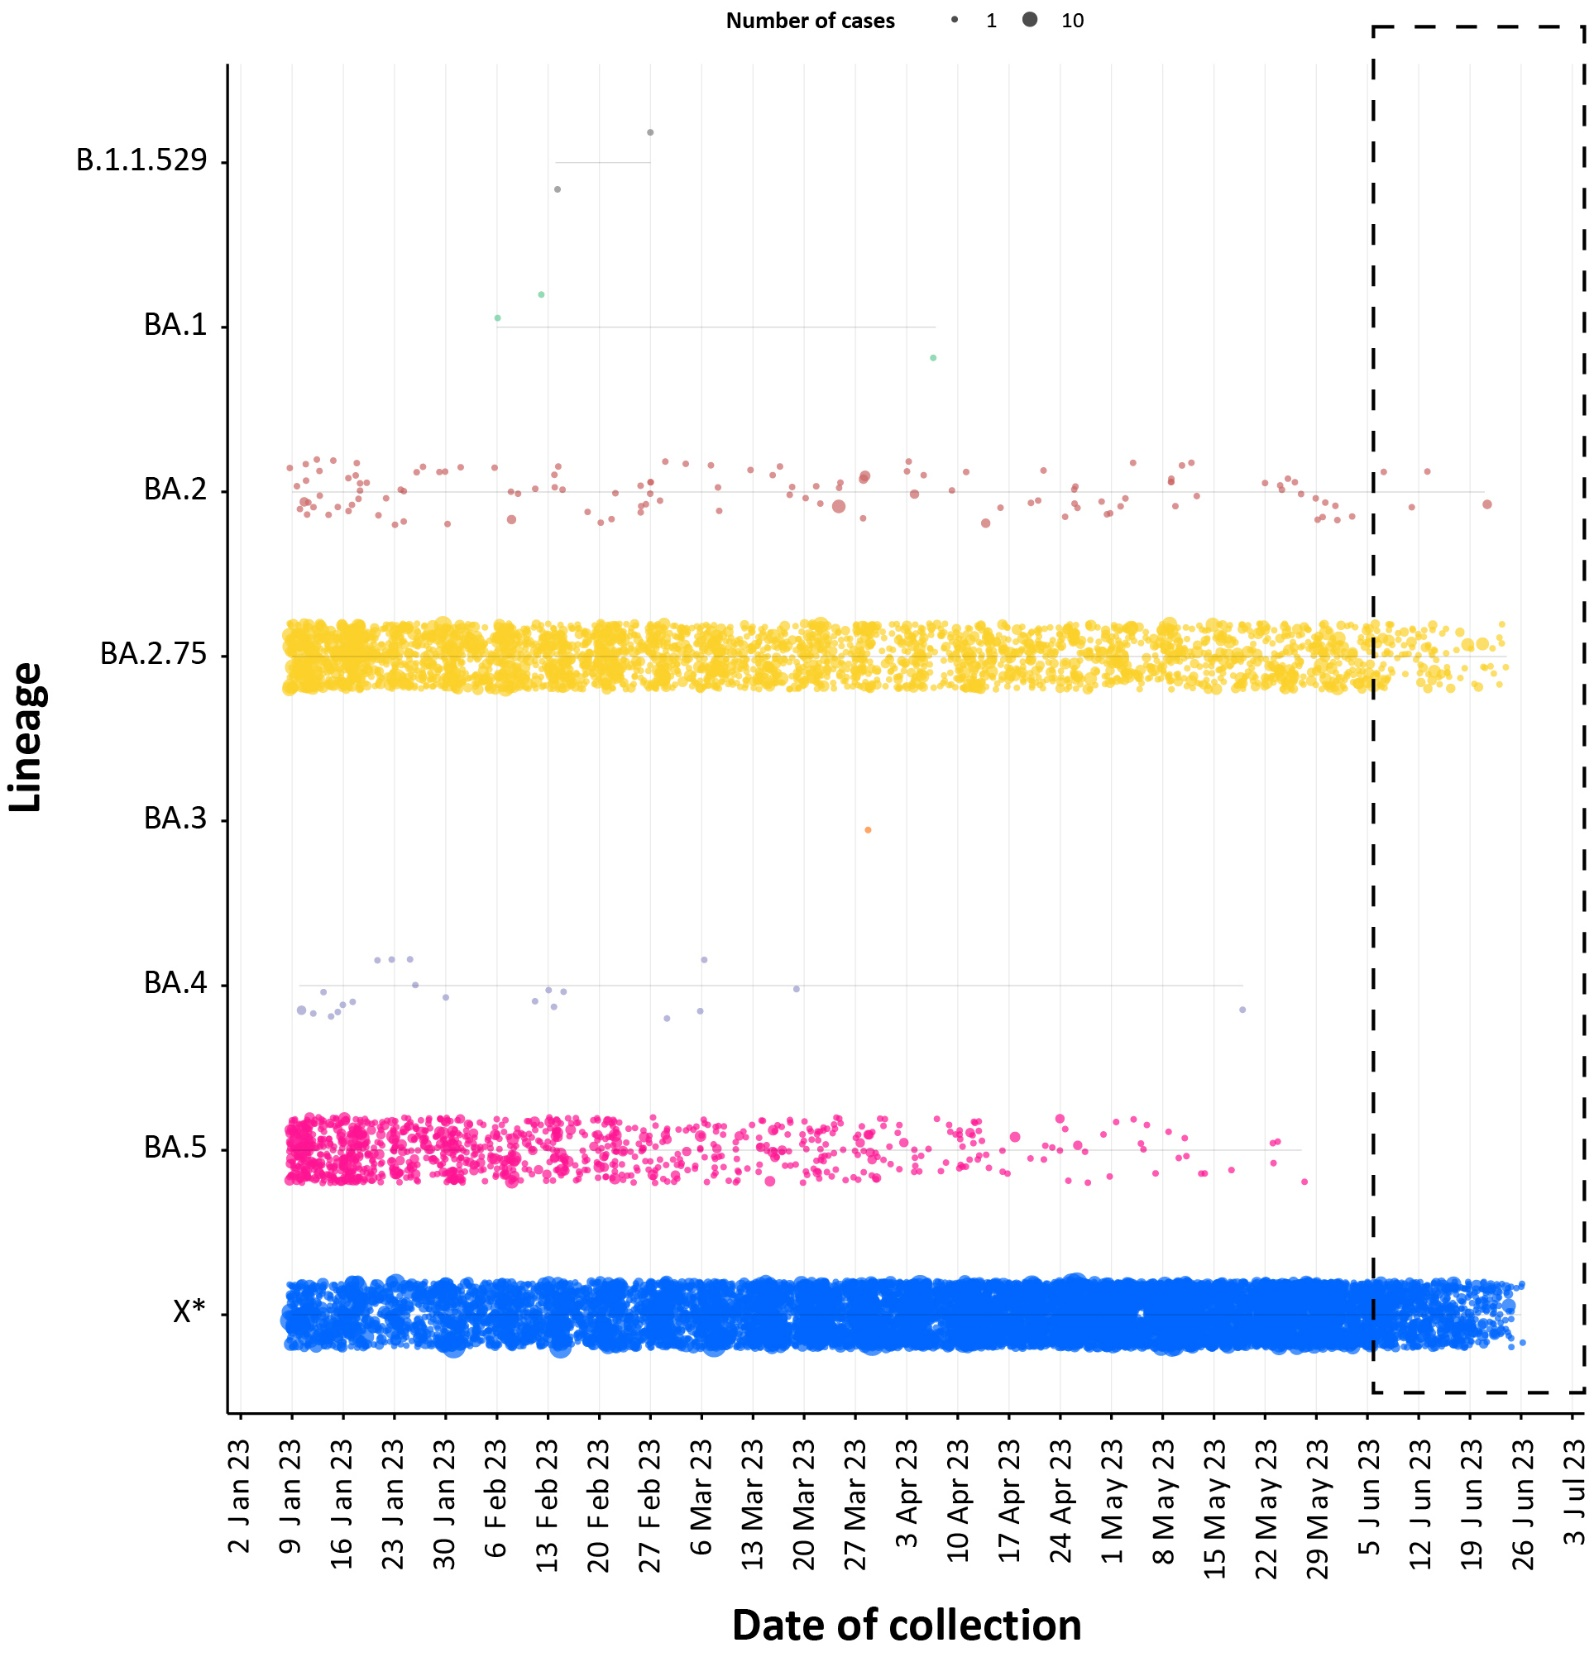 Number of cases 1 10
Lineage
B.1.1.529
BA.1
BA.2
BA.2.75
BA.3
BA.4
BA.5
X*
2 Jan 23
9 Jan 23
16 Jan 23
23 Jan 23
30 Jan 23
6 Feb 23
13 Feb 23
20 Feb 23
27 Feb 23
6 Mar 23
13 Mar 23
20 Mar 23
27 Mar 23
3 Apr 23
10 Apr 23
17 Apr 23
24 Apr 23
1 May 23
8 May 23
15 May 23
22 May 23
29 May 23
5 Jun 23
12 Jun 23
19 Jun 23
26 Jun 23
3 Jul 23
Date of collection